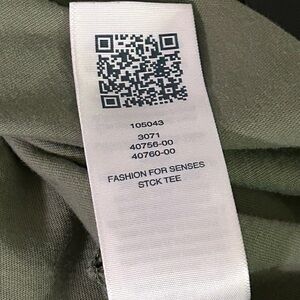 105043
3071
40756-00
40760-00
FASHION FOR SENSES
STCK TEE